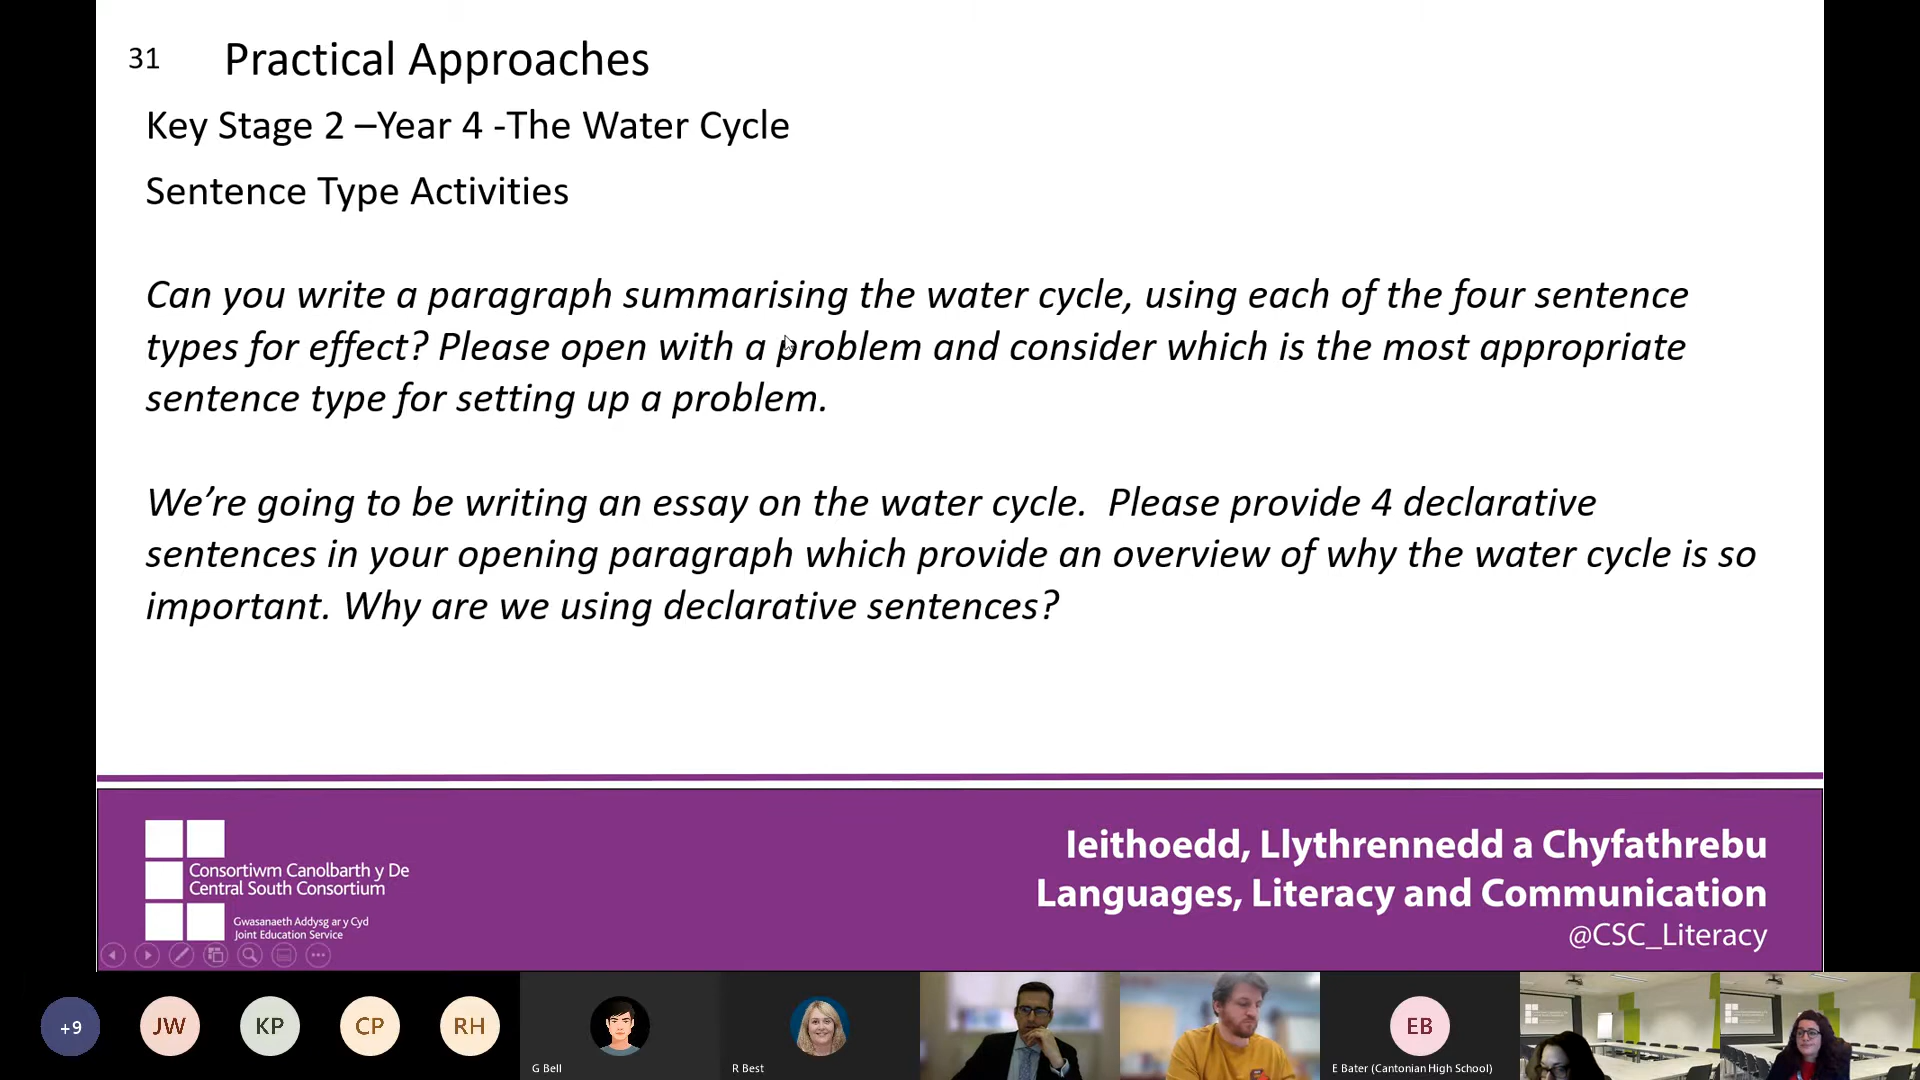 31 Practical Approaches
Key Stage 2 –Year 4 -The Water Cycle
Sentence Type Activities
Can you write a paragraph summarising the water cycle, using each of the four sentence
types for effect? Please open with a problem and consider which is the most appropriate
sentence type for setting up a problem.
We’re going to be writing an essay on the water cycle.  Please provide 4 declarative
sentences in your opening paragraph which provide an overview of why the water cycle is so
important. Why are we using declarative sentences?
Consortiwm Canolbarth y De
Central South Consortium
Gwasanaeth Addysg ar y Cyd
Joint Education Service
Ieithoedd, Llythrennedd a Chyfathrebu
Languages, Literacy and Communication
@CSC_Literacy
+9 JW KP CP RH EB
G Bell
R Best
E Bater (Cantonian High School)